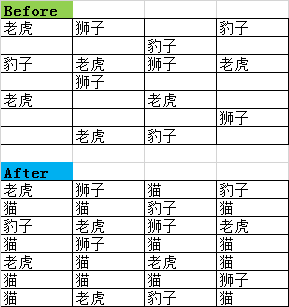 Before
老虎 狮子 豹子
豹子
豹子 老虎 狮子 老虎
狮子
老虎 老虎
狮子
老虎 豹子
After
老虎 狮子 猫 豹子
猫 猫 豹子 猫
豹子 老虎 狮子 老虎
猫 狮子 猫 猫
老虎 猫 老虎 猫
猫 猫 猫 狮子
猫 老虎 豹子 猫